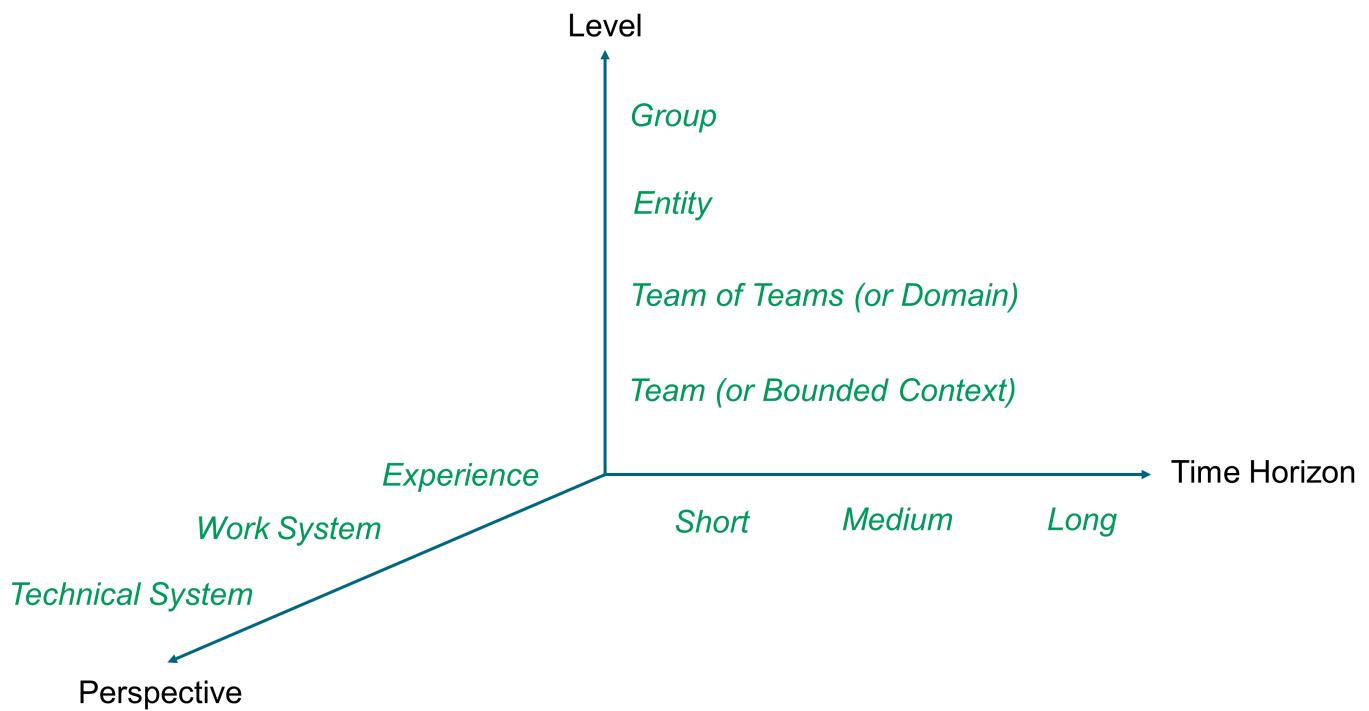 Level
Group
Entity
Team of Teams (or Domain)
Team (or Bounded Context)
Experience
Time Horizon
Short
Medium
Long
Work System
Technical System
Perspective